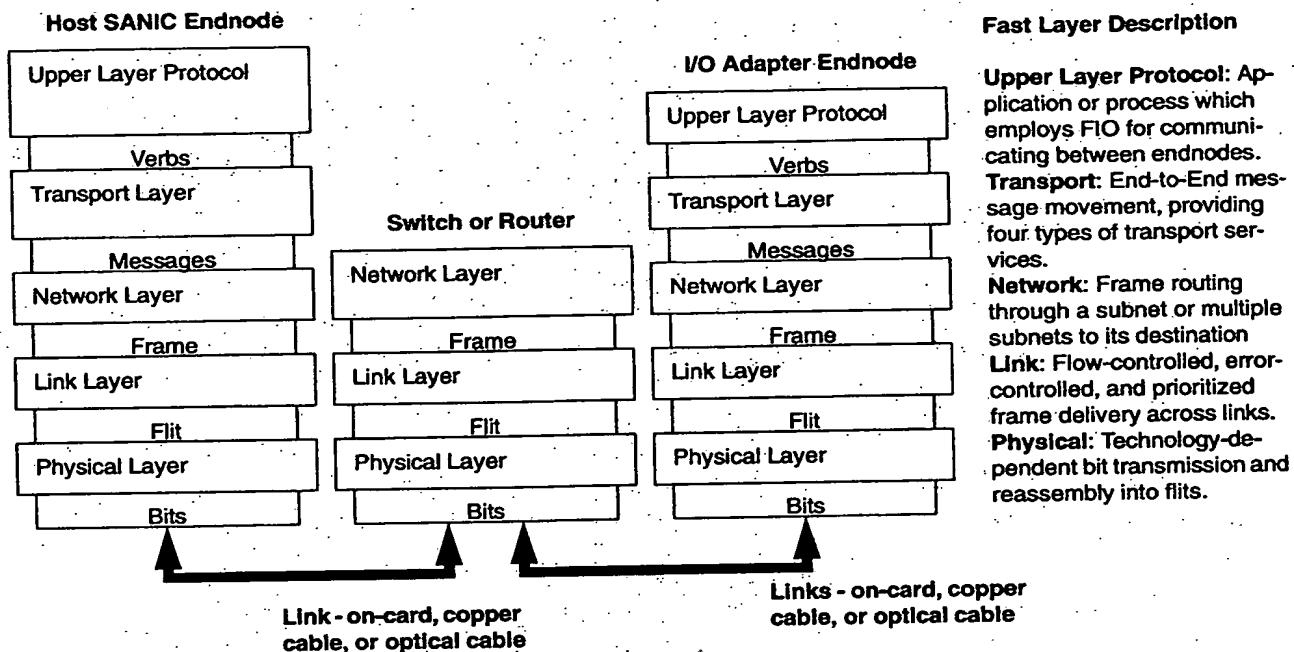 Host SANIC Endnode
Upper Layer Protocol
Verbs
Transport Layer
Messages
Network Layer
Frame
Link Layer
Flit
Physical Layer
Bits
Switch or Router
Network Layer
Frame
Link Layer
Flit
Physical Layer
Bits
I/O Adapter Endnode
Upper Layer Protocol
Verbs
Transport Layer
Messages
Network Layer
Frame
Link Layer
Flit
Physical Layer
Bits
Link - on-card, copper
cable, or optical cable
Links - on-card, copper
cable, or optical cable
Fast Layer Description
Upper Layer Protocol: Ap-
plication or process which
employs FIO for communi-
cating between endnodes.
Transport: End-to-End mes-
sage movement, providing
four types of transport ser-
vices.
Network: Frame routing
through a subnet or multiple
subnets to its destination
Link: Flow-controlled, error-
controlled, and prioritized
frame delivery across links.
Physical: Technology-de-
pendent bit transmission and
reassembly into flits.